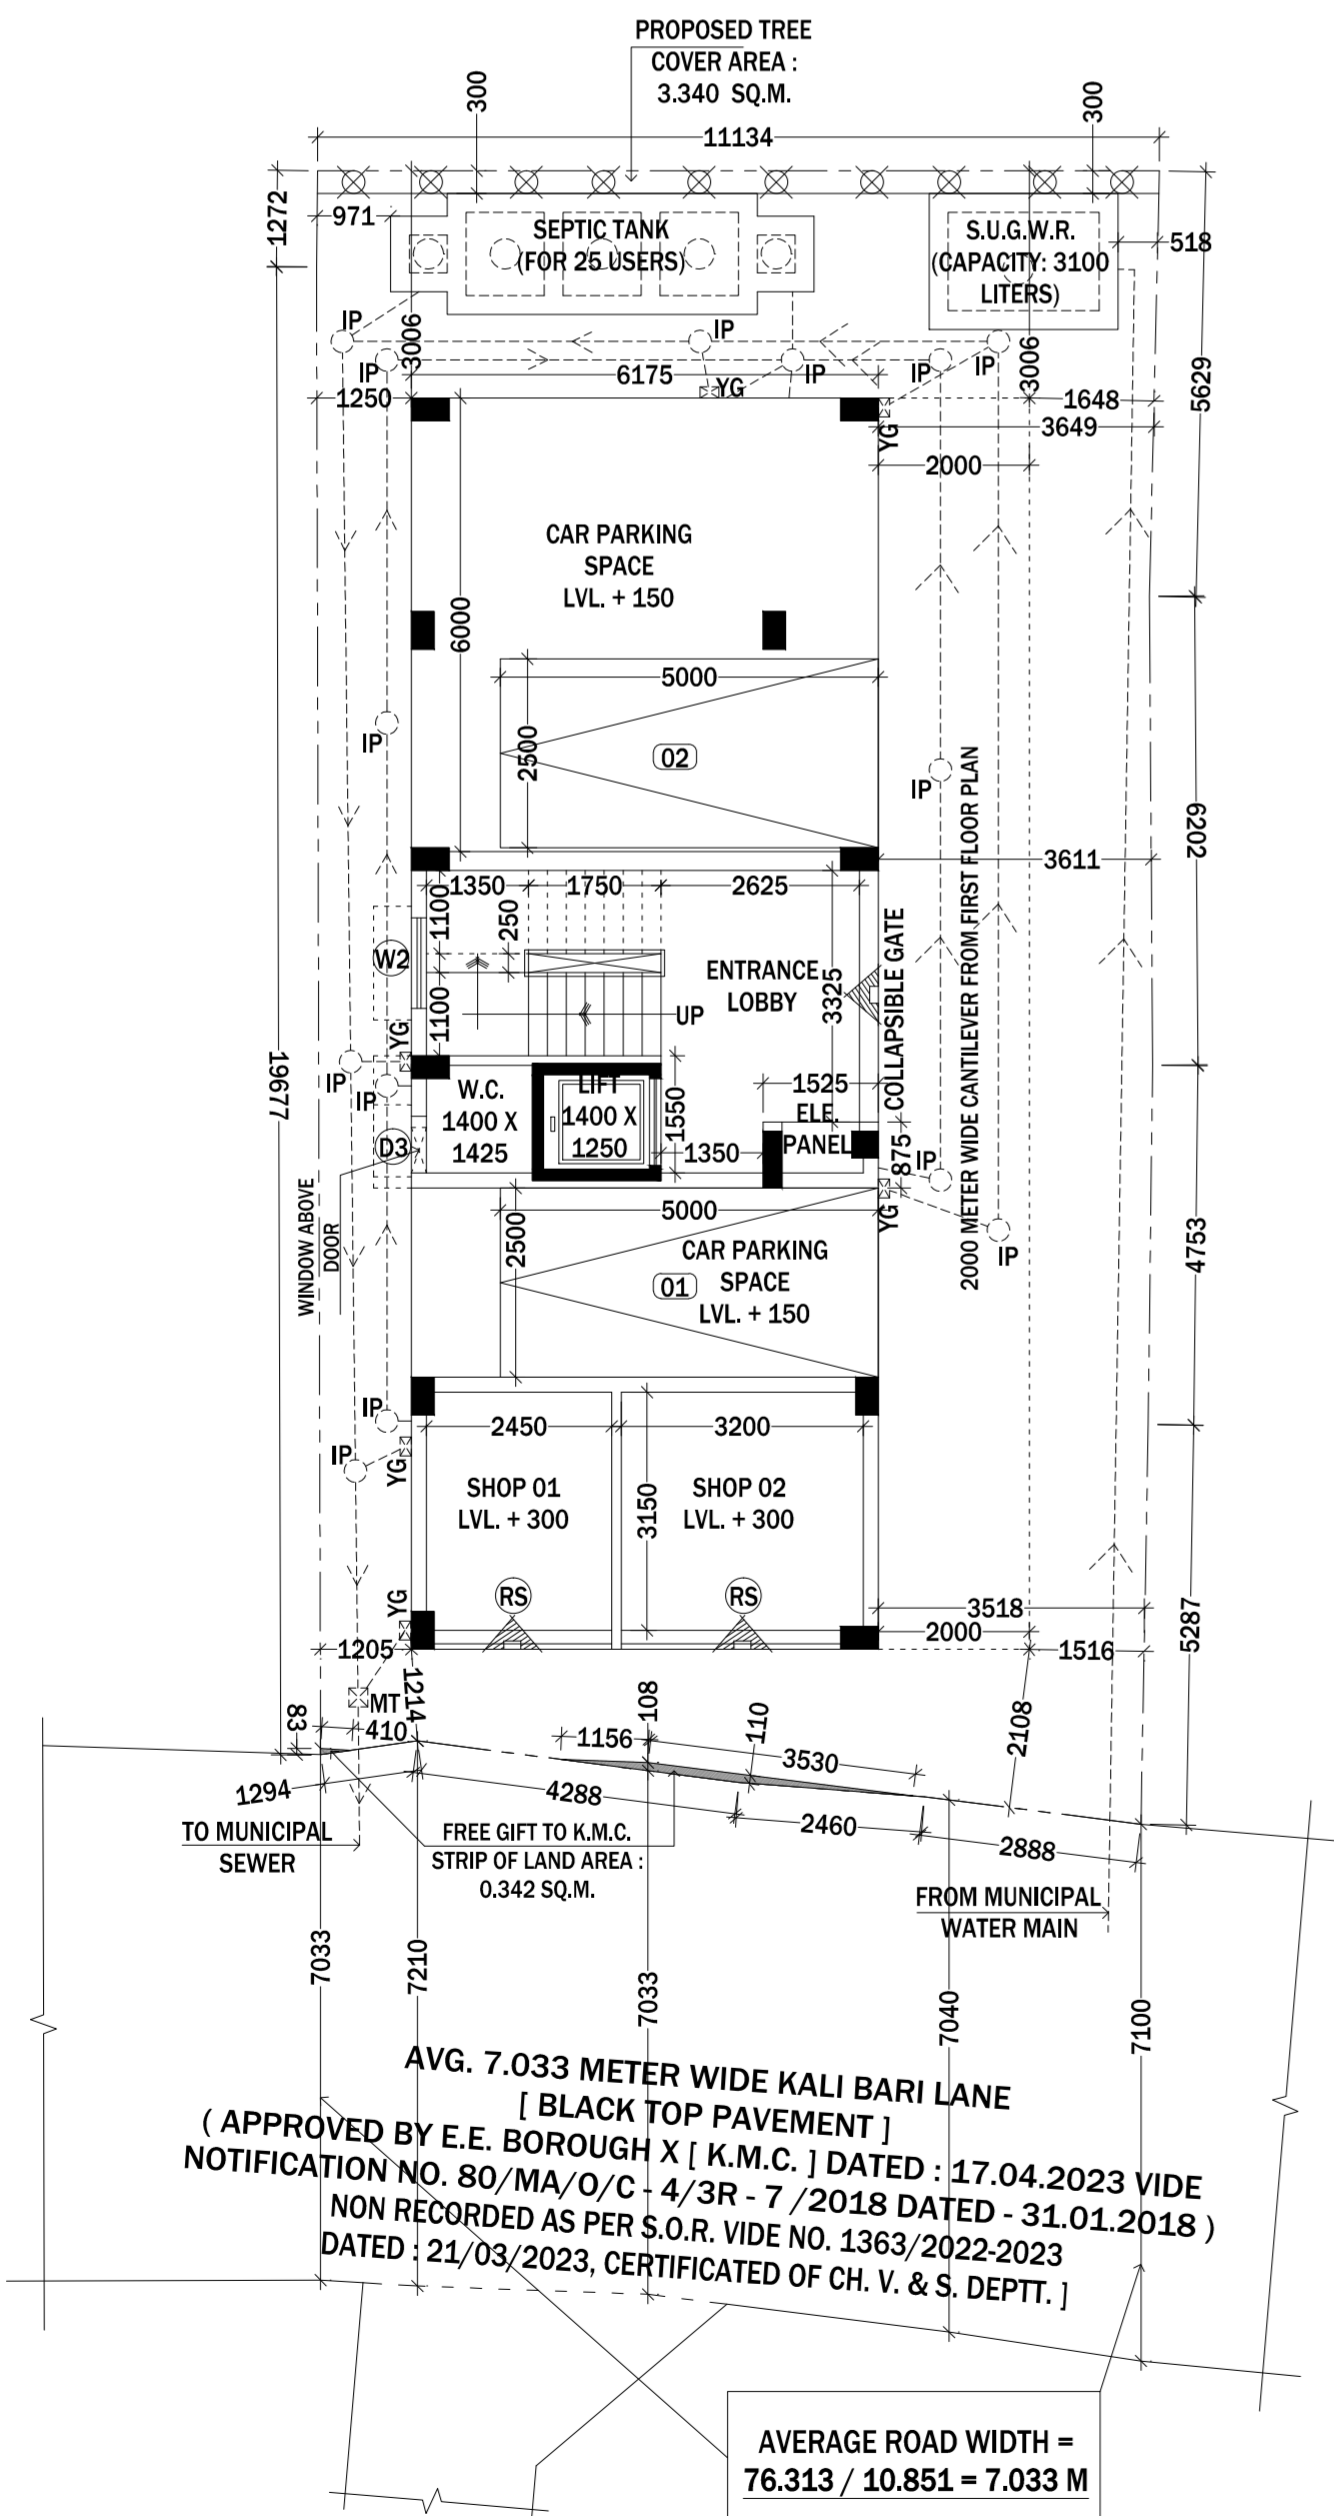 PROPOSED TREE
COVER AREA :
3.340 SQ.M.
300
300
11134
1272
971
SEPTIC TANK
(FOR 25 USERS)
S.U.G.W.R.
(CAPACITY: 3100
LITERS)
518
IP
IP
3006
IP
IP
IP
IP
3006
6175
YG
1250
1648
3649
YG
2000
5629
CAR PARKING
SPACE
LVL. + 150
6000
5000
2500
02
IP
IP
6202
3611
1350
1750
2625
1100
250
W2
ENTRANCE
LOBBY
3325
COLLAPSIBLE GATE
2000 METER WIDE CANTILEVER FROM FIRST FLOOR PLAN
1100
UP
YG
IP
IP
19677
W.C.
1400 X
1425
LIFT
1400 X
1250
1550
1525
ELE.
PANEL
1350
875
D3
IP
YG
IP
WINDOW ABOVE
DOOR
5000
2500
CAR PARKING
SPACE
LVL. + 150
01
4753
IP
IP
YG
2450
3200
SHOP 01
LVL. + 300
SHOP 02
LVL. + 300
3150
RS
RS
YG
3518
2000
1516
5287
1205
1214
MT
410
83
108
110
1156
3530
2108
1294
4288
2460
2888
TO MUNICIPAL
SEWER
FREE GIFT TO K.M.C.
STRIP OF LAND AREA :
0.342 SQ.M.
FROM MUNICIPAL
WATER MAIN
7033
7210
7033
7040
7100
AVG. 7.033 METER WIDE KALI BARI LANE
[ BLACK TOP PAVEMENT ]
( APPROVED BY E.E. BOROUGH X [ K.M.C. ] DATED : 17.04.2023 VIDE
NOTIFICATION NO. 80/MA/O/C - 4/3R - 7 /2018 DATED - 31.01.2018 )
NON RECORDED AS PER S.O.R. VIDE NO. 1363/2022-2023
DATED : 21/03/2023, CERTIFICATED OF CH. V. & S. DEPTT. ]
AVERAGE ROAD WIDTH =
76.313 / 10.851 = 7.033 M